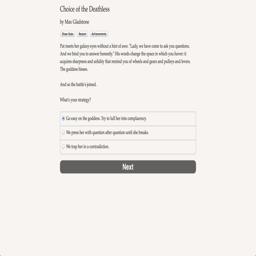 Choice of the Deathless
by Max Gladstone
Show Stats
Restart
Achievements
Pat meets her galaxy eyes without a hint of awe. "Lady, we have come to ask you questions.
And we bind you to answer honestly." His words change the space in which you hover: it
acquires sharpness and solidity that remind you of wheels and gears and pulleys and levers.
The goddess hisses.
And so the battle's joined.
What's your strategy?
Go easy on the goddess. Try to lull her into complacency.
We press her with question after question until she breaks.
We trap her in a contradiction.
Next